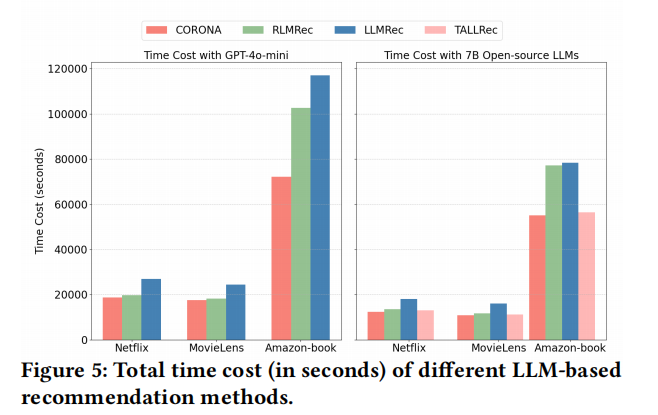 CORONA RLMRec LLMRec TALLRec
Time Cost with GPT-4o-mini Time Cost with 7B Open-source LLMs
120000
100000
80000
60000
40000
20000
0
Time Cost (seconds)
Netflix MovieLens Amazon-book Netflix MovieLens Amazon-book
Figure 5: Total time cost (in seconds) of different LLM-based
recommendation methods.